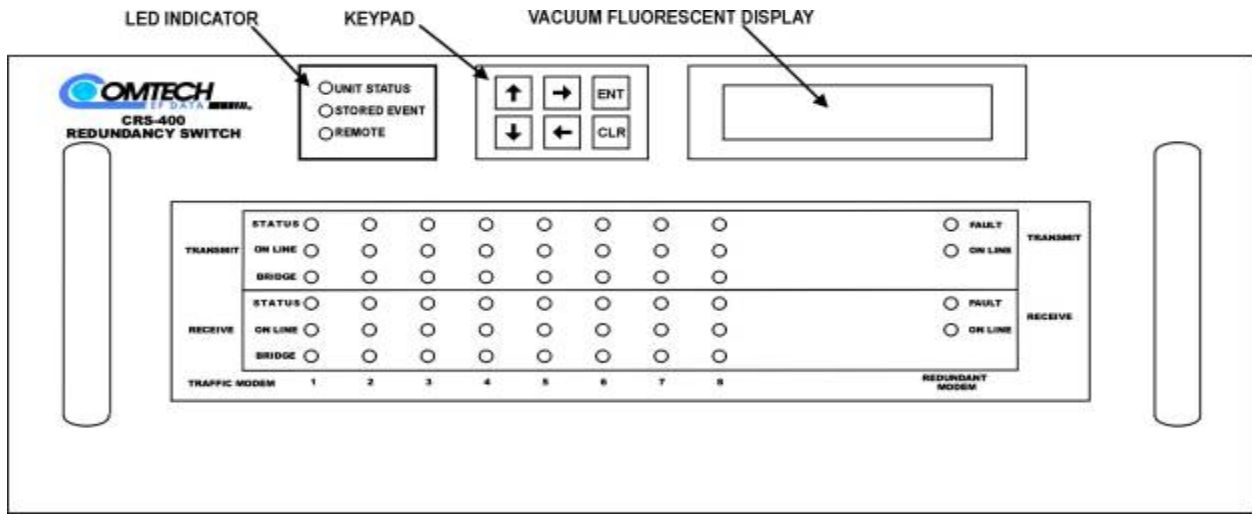 LED INDICATOR
KEYPAD
VACUUM FLUORESCENT DISPLAY
COMTECH
EF DATA
CRS-400
REDUNDANCY SWITCH
UNIT STATUS
STORED EVENT
REMOTE
ENT
CLR
TRANSMIT
STATUS
ON LINE
BRIDGE
FAULT
ON LINE
TRANSMIT
RECEIVE
STATUS
ON LINE
BRIDGE
FAULT
ON LINE
RECEIVE
TRAFFIC MODEM 1 2 3 4 5 6 7 8
REDUNDANT
MODEM